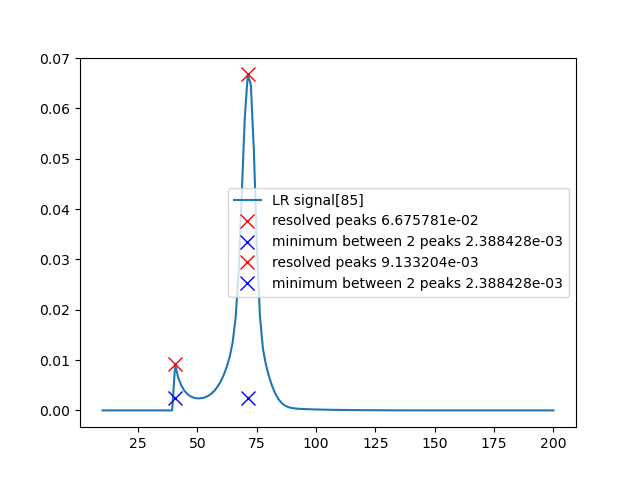 0.07
0.06
0.05
0.04
0.03
0.02
0.01
0.00
LR signal[85]
resolved peaks 6.675781e-02
minimum between 2 peaks 2.388428e-03
resolved peaks 9.133204e-03
minimum between 2 peaks 2.388428e-03
25 50 75 100 125 150 175 200